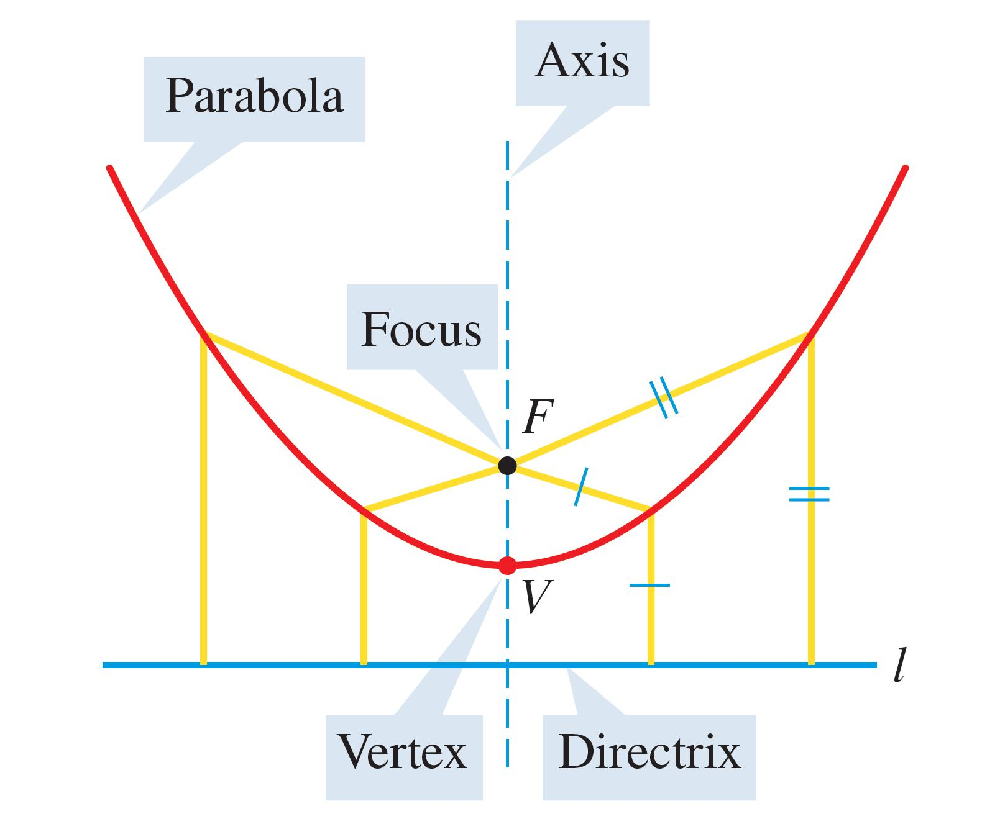 Axis
Parabola
Focus
F
V
l
Vertex
Directrix